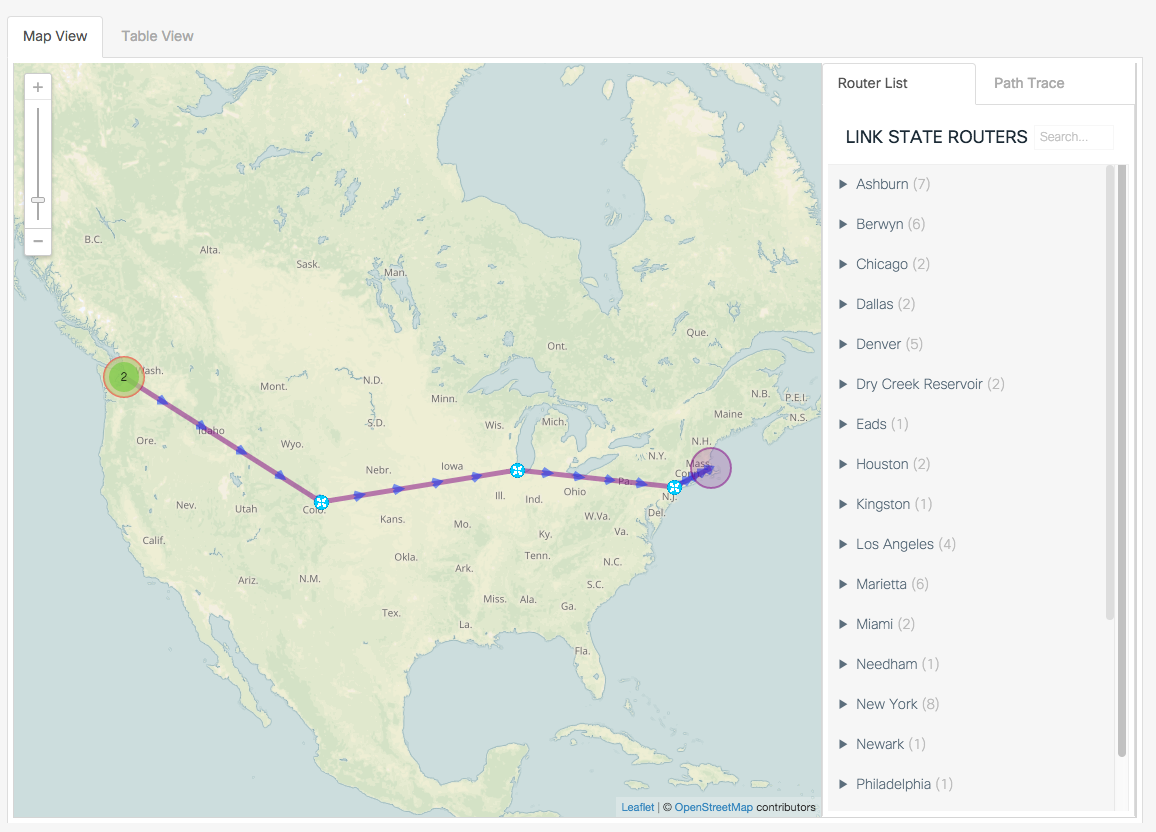 Map View
Table View
+
−
B.C.
Alta.
Sask.
Man.
Ont.
Que.
N.B.
P.E.I.
N.S.
Maine
2
ash.
Mont.
N.D.
Minn.
S.D.
Wis.
Mich.
N.H.
Ore.
Idaho
Wyo.
Iowa
N.Y.
Mass.
Conn
Nebr.
Ill.
Ind.
Ohio
Pa.
N.J.
Nev.
Utah
Colo.
Kans.
Mo.
W.Va.
Del.
Va.
Ky.
Calif.
Okla.
Tenn.
N.C.
Ariz.
N.M.
Ark.
S.C.
Tex.
Miss.
Ala.
Ga.
La.
Fla.
Leaflet | © OpenStreetMap contributors
Router List
Path Trace
LINK STATE ROUTERS
Search...
Ashburn (7)
Berwyn (6)
Chicago (2)
Dallas (2)
Denver (5)
Dry Creek Reservoir (2)
Eads (1)
Houston (2)
Kingston (1)
Los Angeles (4)
Marietta (6)
Miami (2)
Needham (1)
New York (8)
Newark (1)
Philadelphia (1)